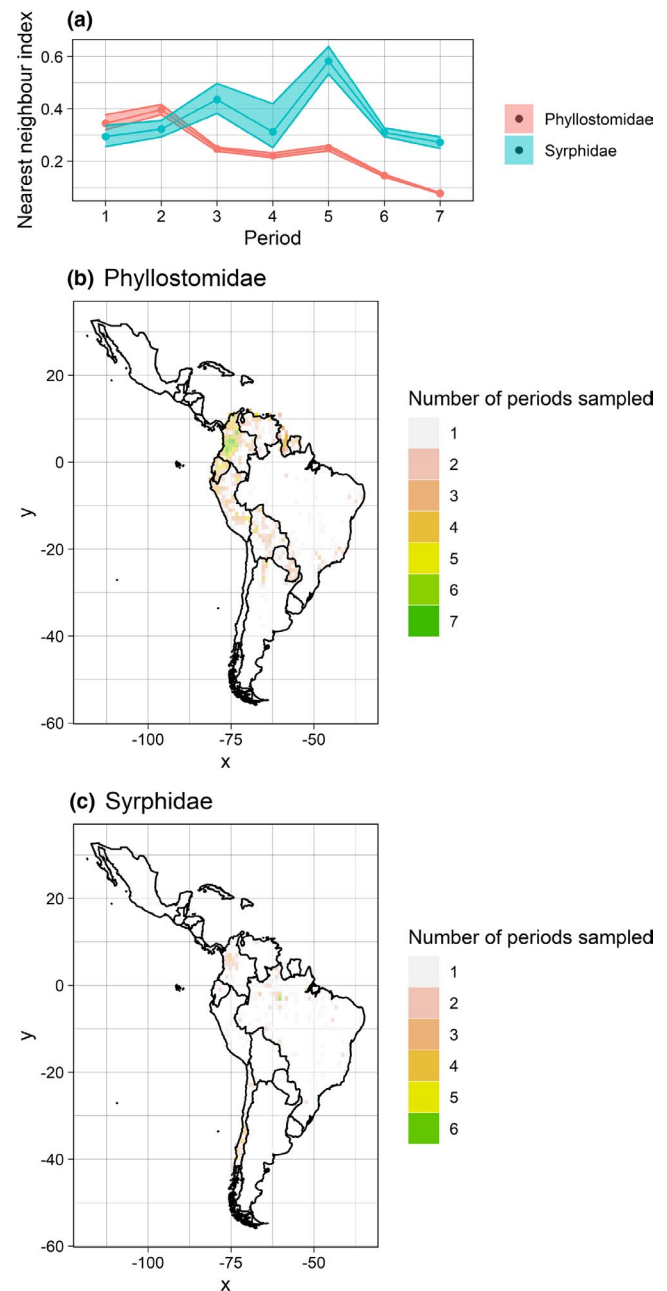 (a)
Nearest neighbour index
0.6
0.4
0.2
1 2 3 4 5 6 7
Period
Phyllostomidae
Syrphidae
(b) Phyllostomidae
y
20
0
-20
-40
-60
-100 -75 -50
x
Number of periods sampled
1
2
3
4
5
6
7
(c) Syrphidae
y
20
0
-20
-40
-60
-100 -75 -50
x
Number of periods sampled
1
2
3
4
5
6